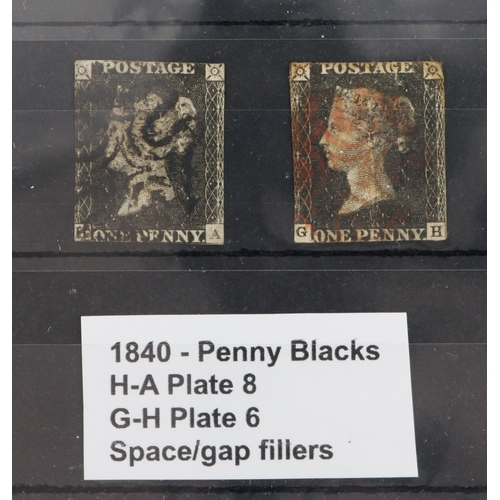 POSTAGE POSTAGE
ONE PENNY A G ONE PENNY H
1840 - Penny Blacks
H-A Plate 8
G-H Plate 6
Space/gap fillers